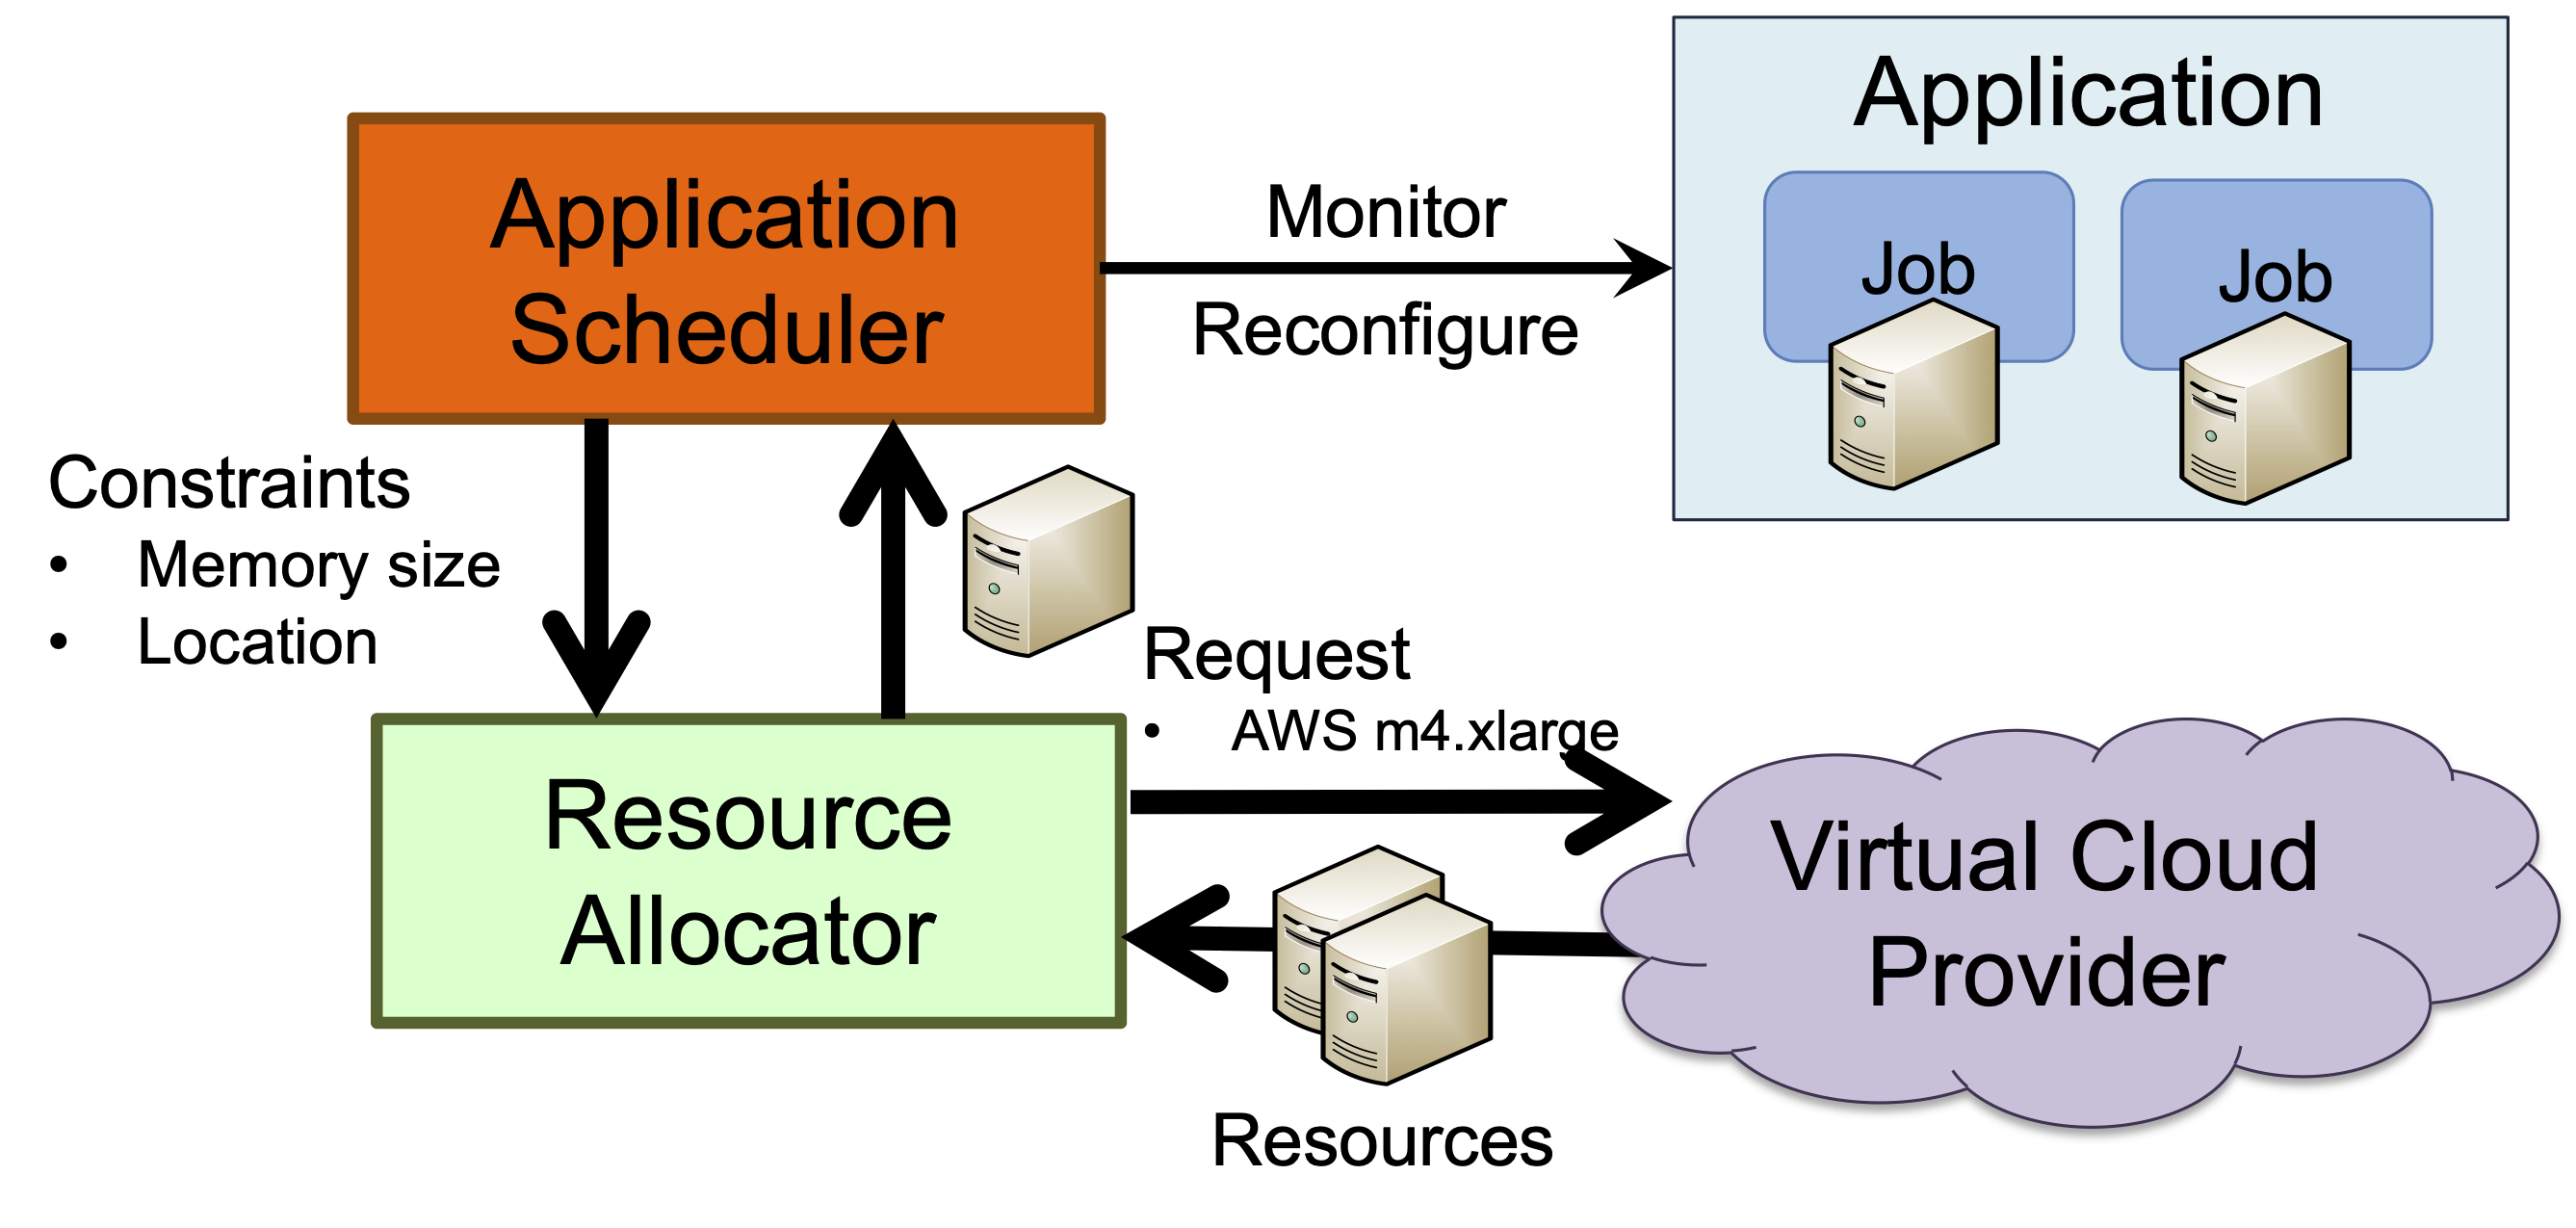 Application
Application
Scheduler
Monitor
Reconfigure
Job
Job
Constraints
• Memory size
• Location
Request
• AWS m4.xlarge
Resource
Allocator
Virtual Cloud
Provider
Resources